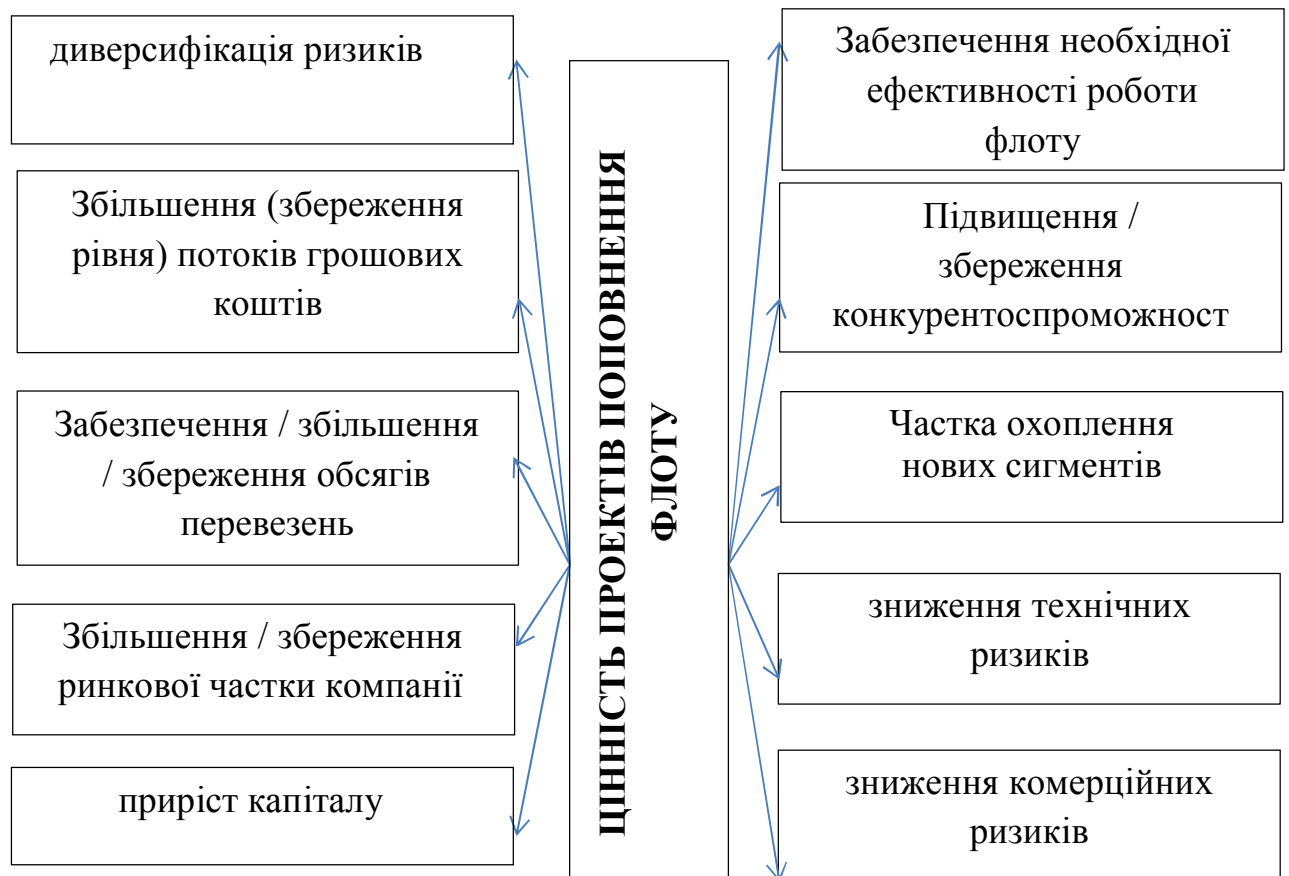 диверсифікація ризиків
Збільшення (збереження
рівня) потоків грошових
коштів
Забезпечення / збільшення
/ збереження обсягів
перевезень
Збільшення / збереження
ринкової частки компанії
приріст капіталу
ЦІННІСТЬ ПРОЕКТІВ ПОПОВНЕННЯ
ФЛОТУ
Забезпечення необхідної
ефективності роботи
флоту
Підвищення /
збереження
конкурентоспроможност
Частка охоплення
нових сигментів
зниження технічних
ризиків
зниження комерційних
ризиків